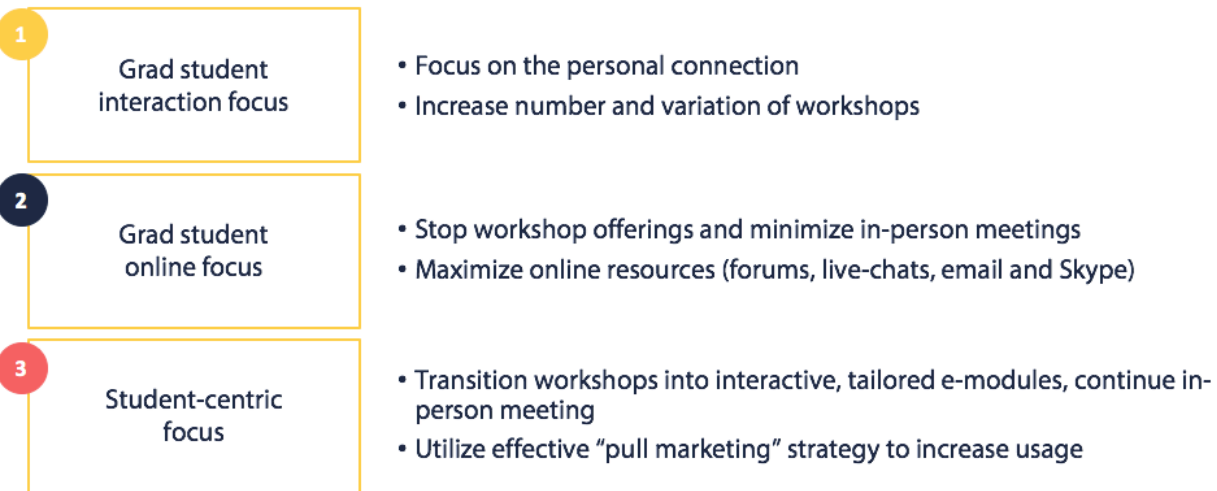 1
Grad student
interaction focus
• Focus on the personal connection
• Increase number and variation of workshops
2
Grad student
online focus
• Stop workshop offerings and minimize in-person meetings
• Maximize online resources (forums, live-chats, email and Skype)
3
Student-centric
focus
• Transition workshops into interactive, tailored e-modules, continue in-
person meeting
• Utilize effective “pull marketing” strategy to increase usage